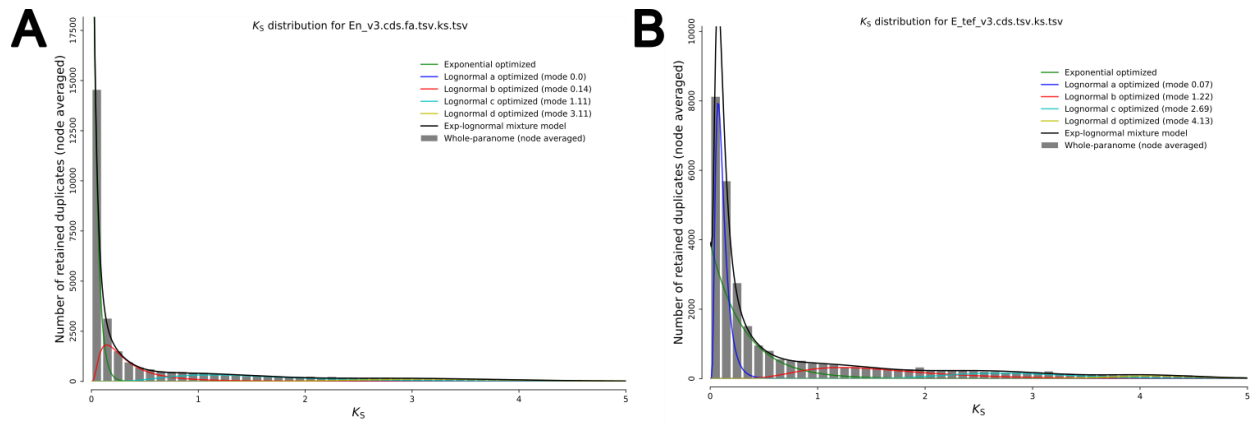 A
K_S distribution for En_v3.cds.fa.tsv.ks.tsv
Number of retained duplicates (node averaged)
17500
15000
12500
10000
7500
5000
2500
0
Exponential optimized
Lognormal a optimized (mode 0.0)
Lognormal b optimized (mode 0.14)
Lognormal c optimized (mode 1.11)
Lognormal d optimized (mode 3.11)
Exp-lognormal mixture model
Whole-paranome (node averaged)
0 1 2 3 4 5
K_S
B
K_S distribution for E_tef_v3.cds.tsv.ks.tsv
Number of retained duplicates (node averaged)
10000
8000
6000
4000
2000
0
Exponential optimized
Lognormal a optimized (mode 0.07)
Lognormal b optimized (mode 1.22)
Lognormal c optimized (mode 2.69)
Lognormal d optimized (mode 4.13)
Exp-lognormal mixture model
Whole-paranome (node averaged)
0 1 2 3 4 5
K_S